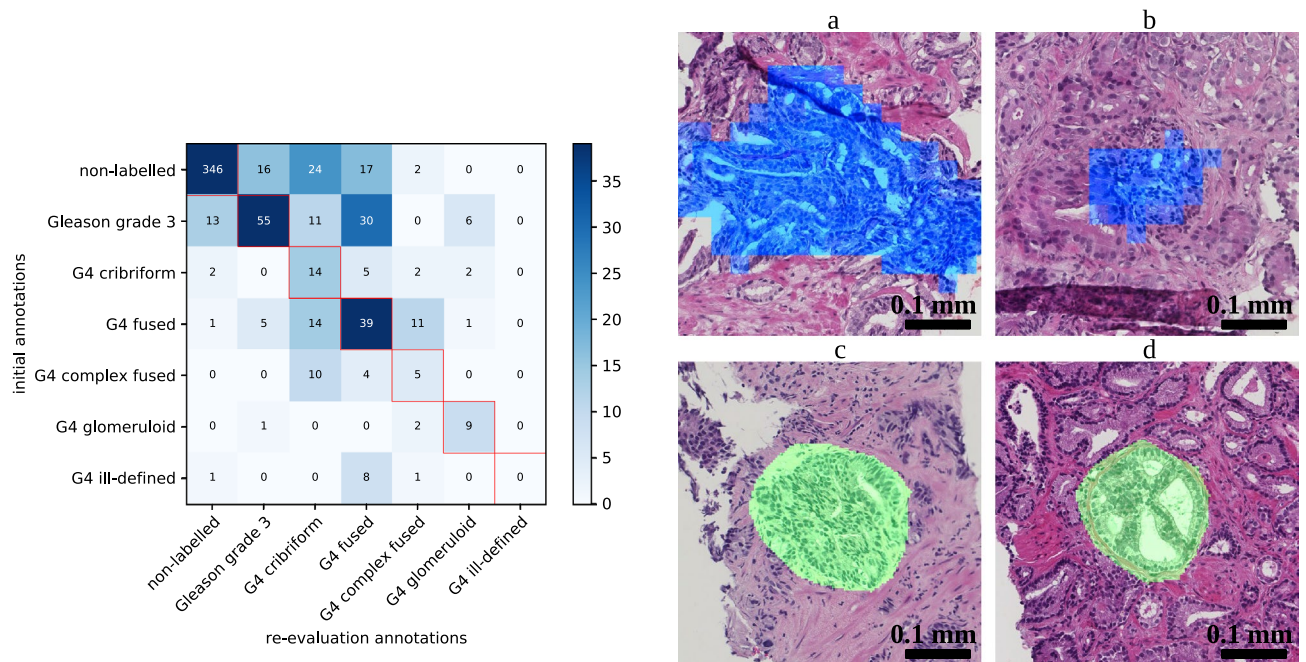 non-labelled 346 16 24 17 2 0 0
Gleason grade 3 13 55 11 30 0 6 0
G4 cribriform 2 0 14 5 2 2 0
G4 fused 1 5 14 39 11 1 0
G4 complex fused 0 0 10 4 5 0 0
G4 glomeruloid 0 1 0 0 2 9 0
G4 ill-defined 1 0 0 8 1 0 0
initial annotations
non-labelled
Gleason grade 3
G4 cribriform
G4 fused
G4 complex fused
G4 glomeruloid
G4 ill-defined
re-evaluation annotations
35
30
25
20
15
10
5
0
a
0.1 mm
b
0.1 mm
c
0.1 mm
d
0.1 mm